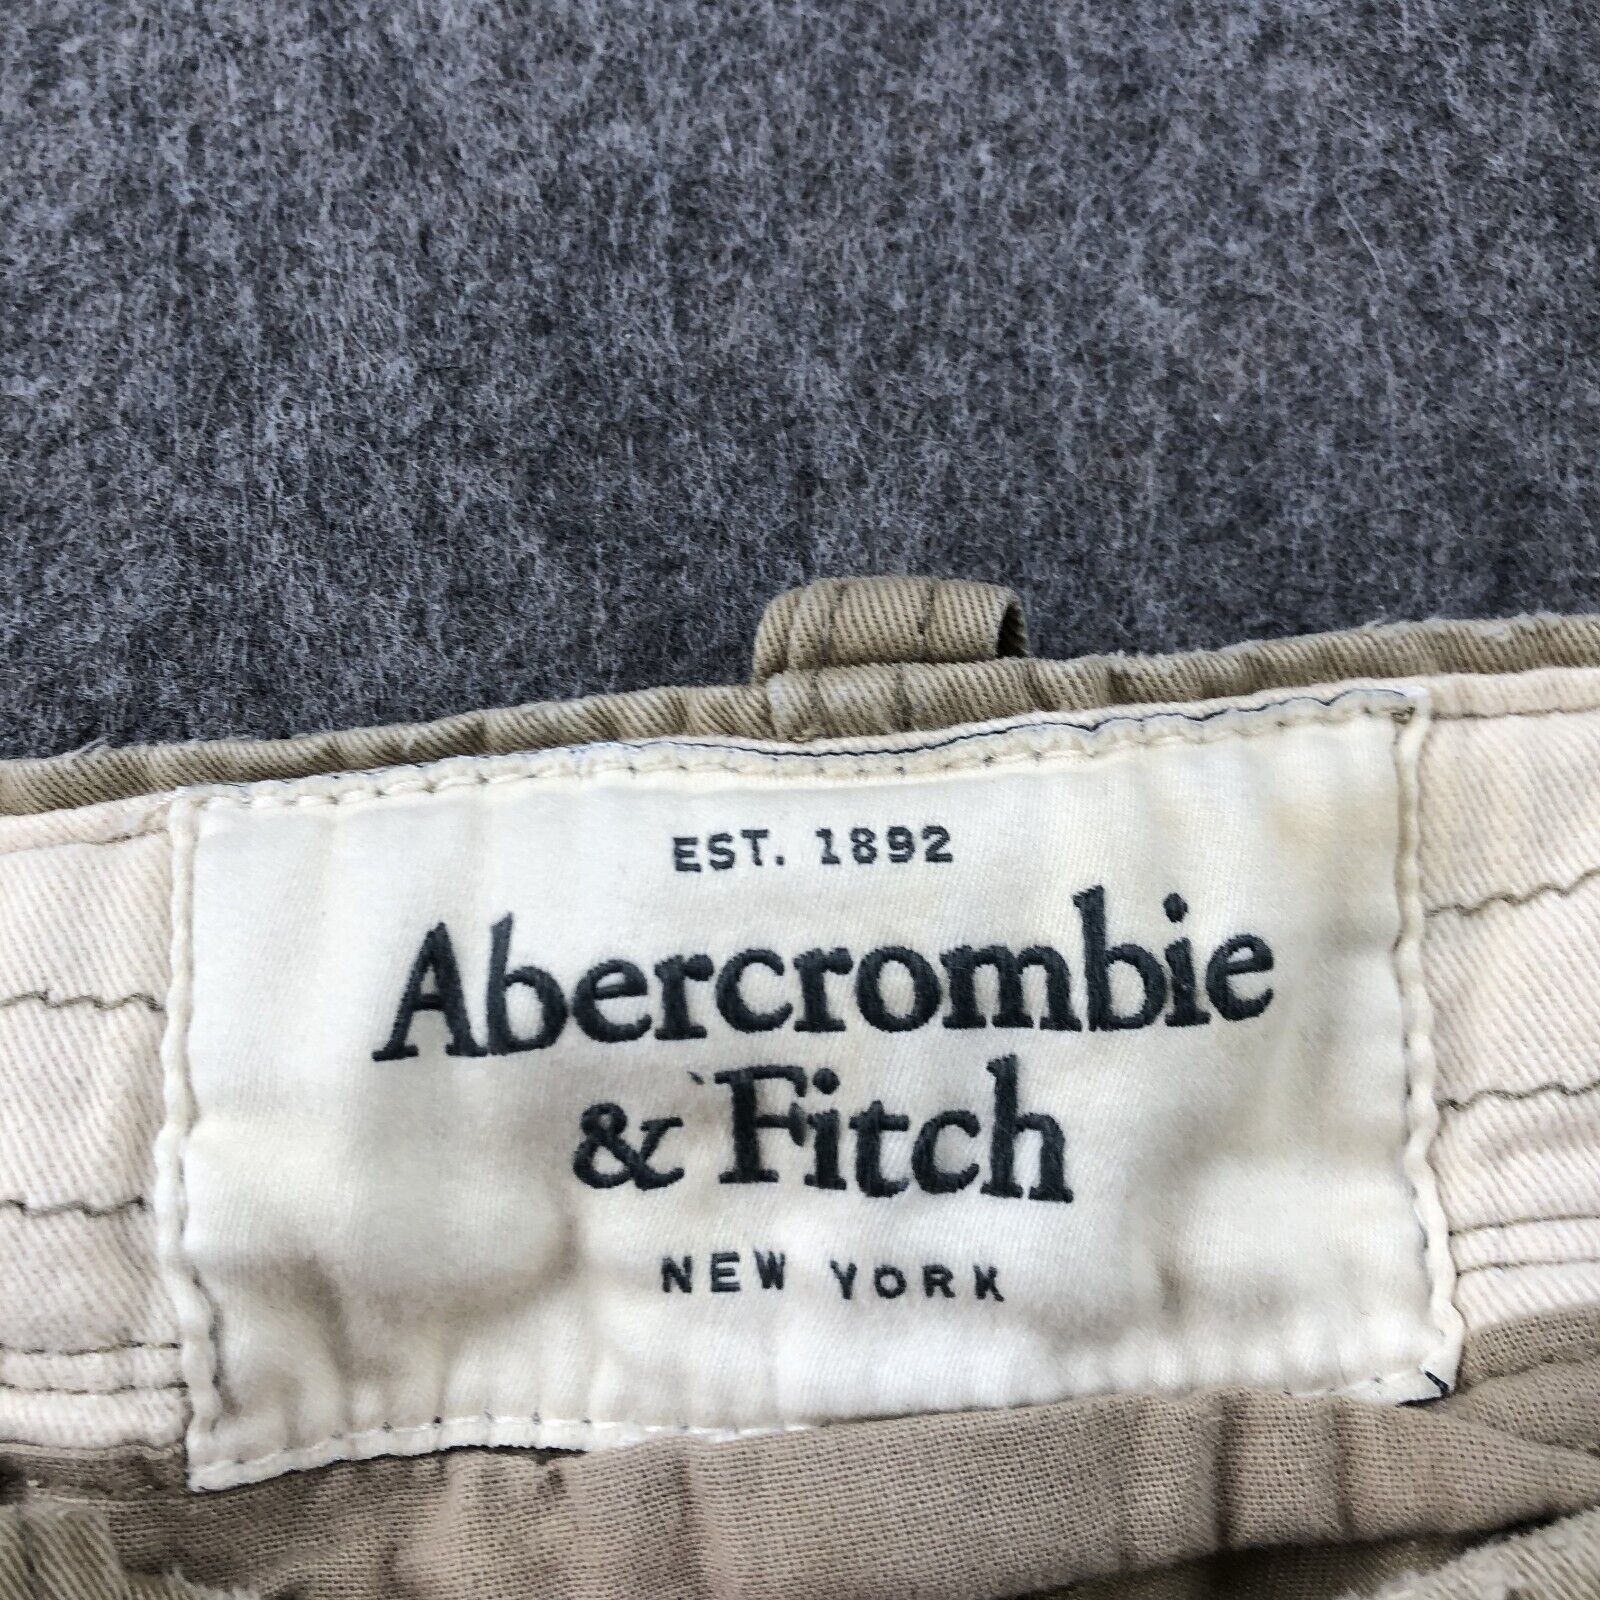 EST. 1892
Abercrombie
& Fitch
NEW YORK